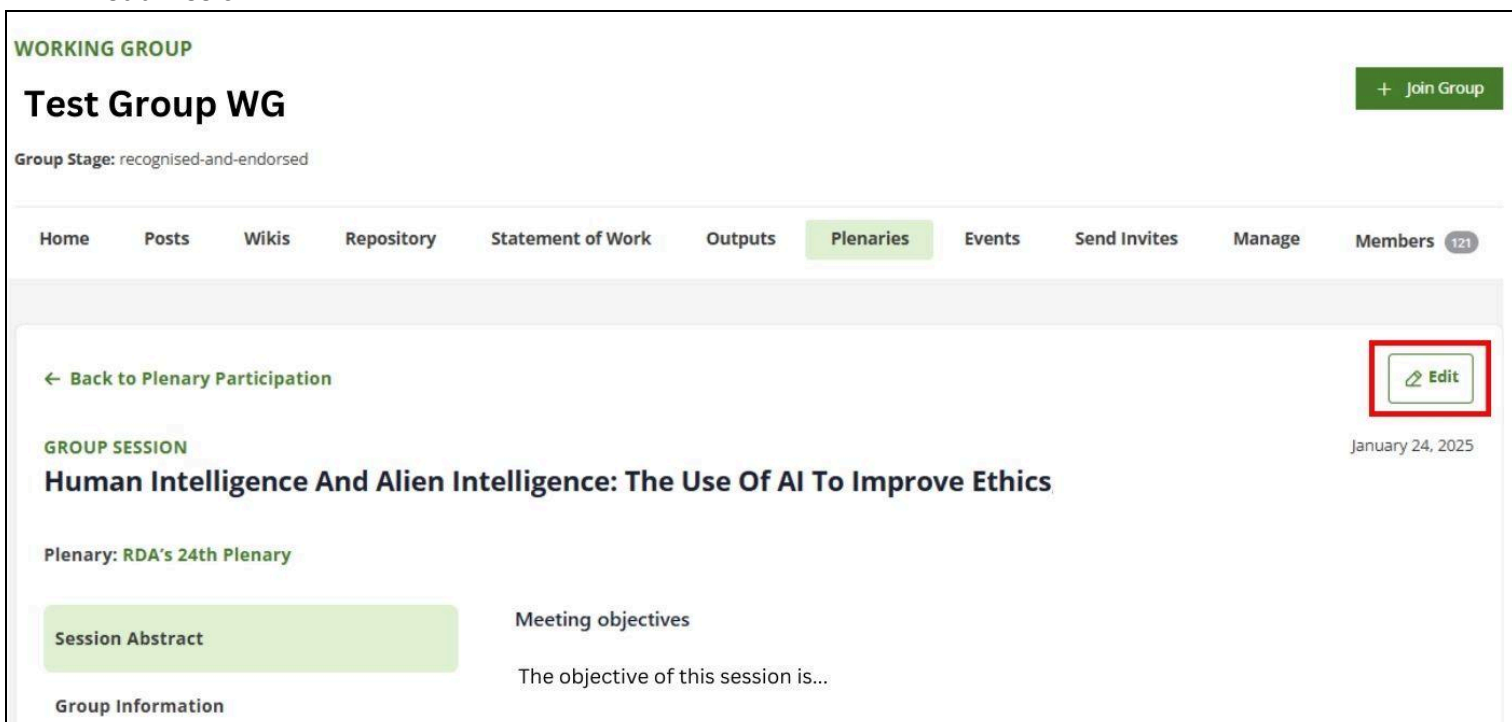 WORKING GROUP
Test Group WG
+ Join Group
Group Stage: recognised-and-endorsed
Home Posts Wikis Repository Statement of Work Outputs Plenaries Events Send Invites Manage Members 121
← Back to Plenary Participation
Edit
GROUP SESSION
January 24, 2025
Human Intelligence And Alien Intelligence: The Use Of AI To Improve Ethics
Plenary: RDA's 24th Plenary
Session Abstract
Group Information
Meeting objectives
The objective of this session is...